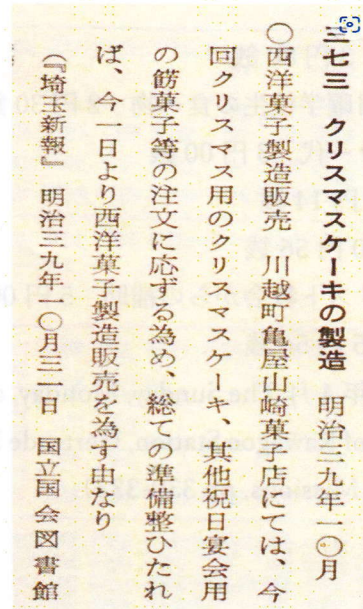 三七三 クリスマスケーキの製造 明治三九年一〇月
〇西洋菓子製造販売 川越町亀屋山崎菓子店にては、今
回クリスマス用のクリスマスケーキ、其他祝日宴会用
の餝菓子等の注文に応ずる為め、総ての準備整ひたれ
ば、今一日より西洋菓子製造販売を為す由なり
(『埼玉新報』 明治三九年一〇月三一日 国立国会図書館